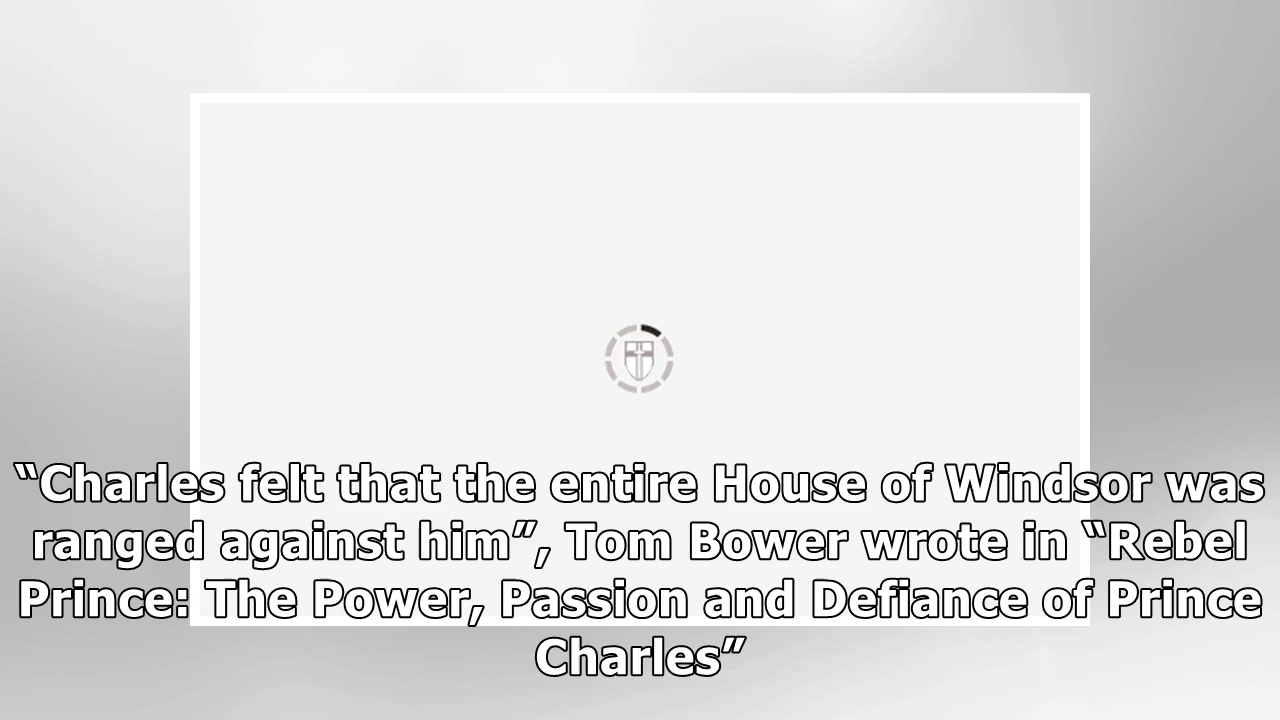 “Charles felt that the entire House of Windsor was
ranged against him”, Tom Bower wrote in “Rebel
Prince: The Power, Passion and Defiance of Prince
Charles”